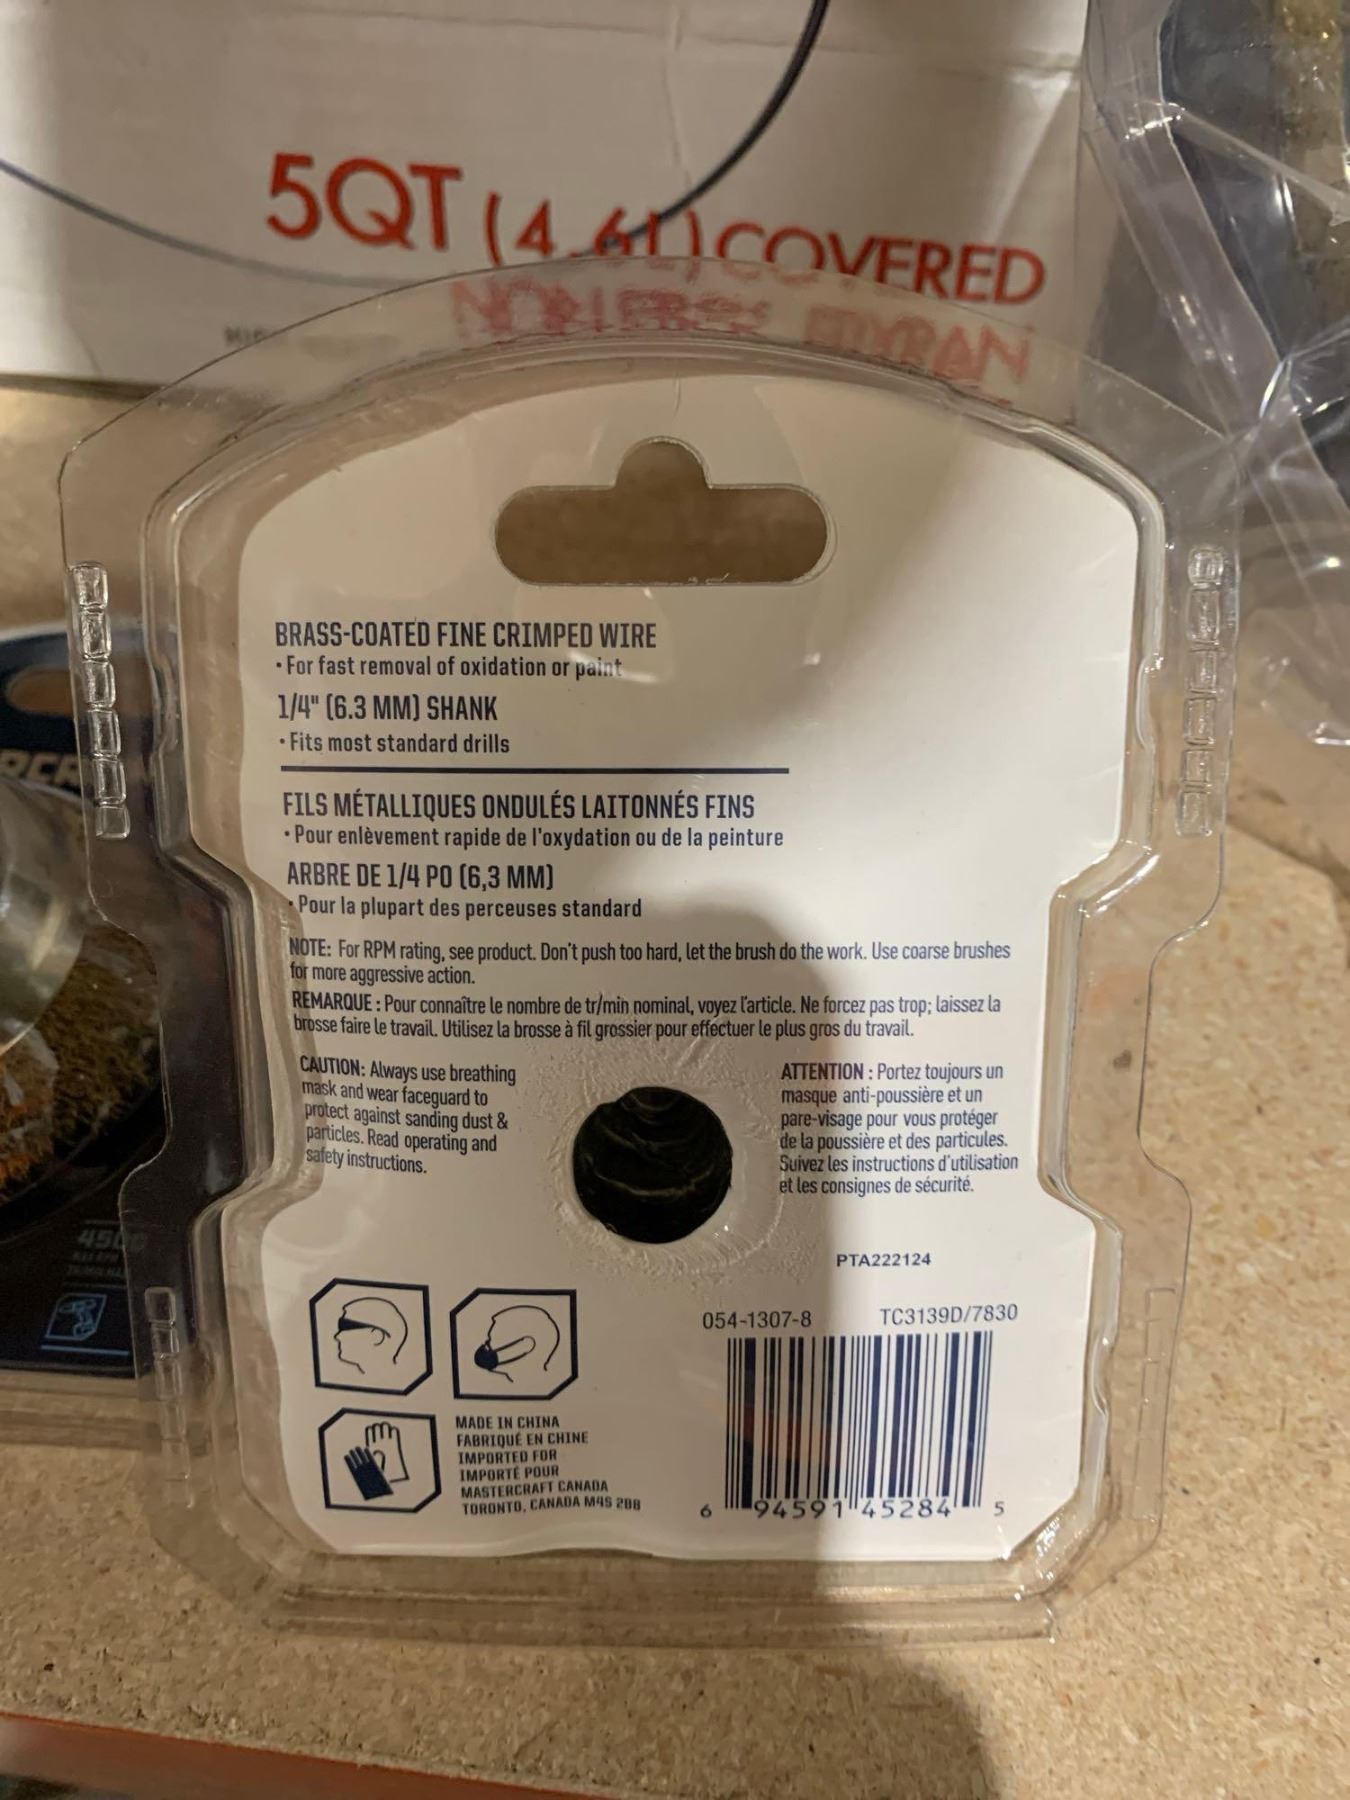 5QT (4.6L) COVERED
BRASS-COATED FINE CRIMPED WIRE
• For fast removal of oxidation or paint
1/4" (6.3 MM) SHANK
• Fits most standard drills
FILS MÉTALLIQUES ONDULÉS LAITONNÉS FINS
• Pour enlèvement rapide de l'oxydation ou de la peinture
ARBRE DE 1/4 PO (6,3 MM)
• Pour la plupart des perceuses standard
NOTE: For RPM rating, see product. Don't push too hard, let the brush do the work. Use coarse brushes
for more aggressive action.
REMARQUE : Pour connaître le nombre de tr/min nominal, voyez l'article. Ne forcez pas trop; laissez la
brosse faire le travail. Utilisez la brosse à fil grossier pour effectuer le plus gros du travail.
CAUTION: Always use breathing
mask and wear faceguard to
protect against sanding dust &
particles. Read operating and
safety instructions.
ATTENTION : Portez toujours un
masque anti-poussière et un
pare-visage pour vous protéger
de la poussière et des particules.
Suivez les instructions d'utilisation
et les consignes de sécurité.
PTA222124
054-1307-8 TC3139D/7830
MADE IN CHINA
FABRIQUÉ EN CHINE
IMPORTED FOR
IMPORTÉ POUR
MASTERCRAFT CANADA
TORONTO, CANADA M4S 2B8
6 94591 45284 5